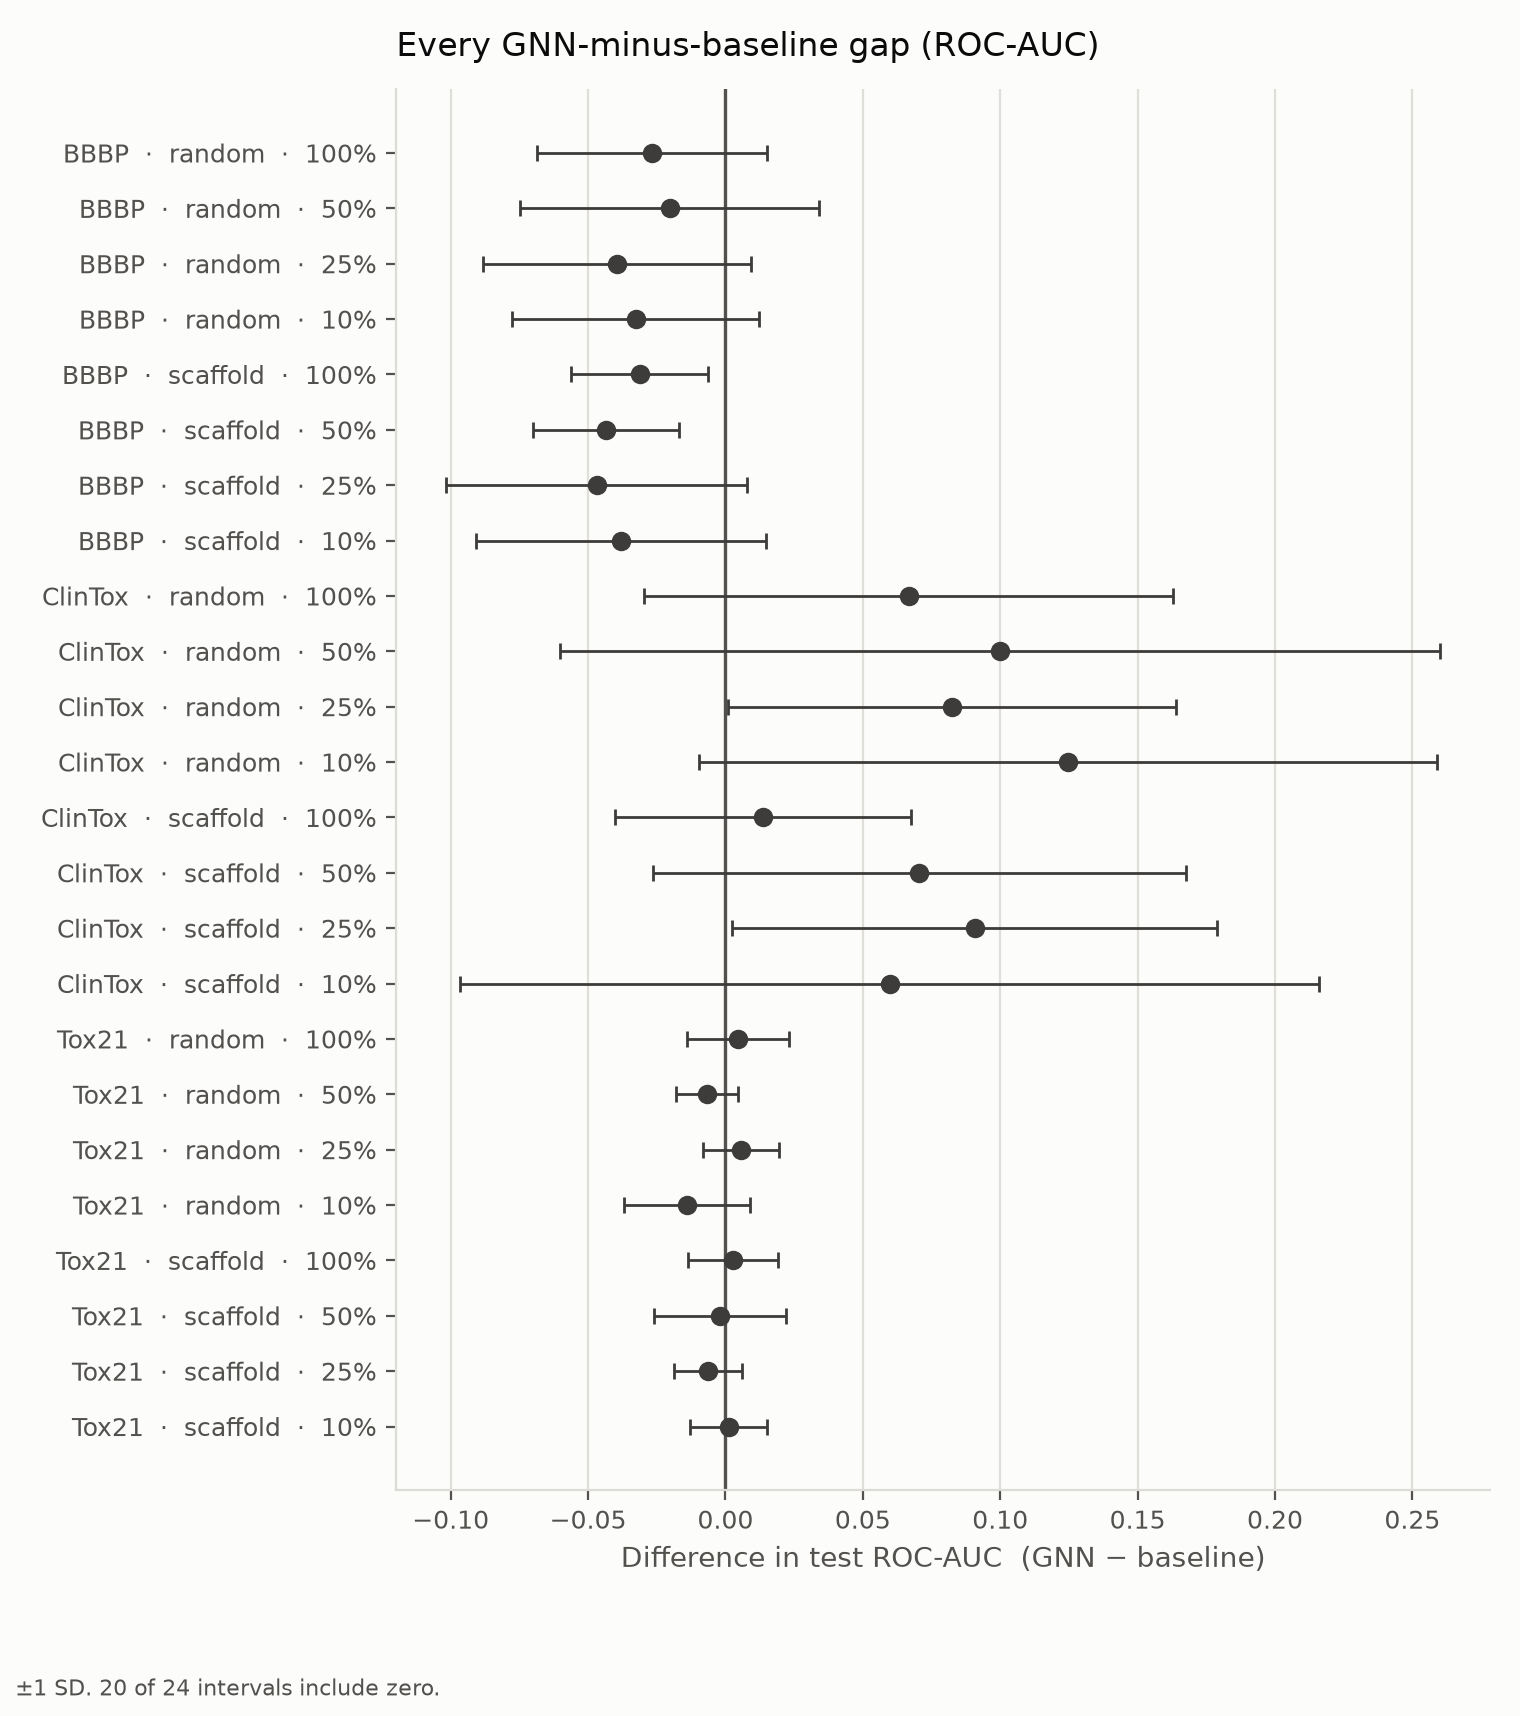 Every GNN-minus-baseline gap (ROC-AUC)
BBBP · random · 100%
BBBP · random · 50%
BBBP · random · 25%
BBBP · random · 10%
BBBP · scaffold · 100%
BBBP · scaffold · 50%
BBBP · scaffold · 25%
BBBP · scaffold · 10%
ClinTox · random · 100%
ClinTox · random · 50%
ClinTox · random · 25%
ClinTox · random · 10%
ClinTox · scaffold · 100%
ClinTox · scaffold · 50%
ClinTox · scaffold · 25%
ClinTox · scaffold · 10%
Tox21 · random · 100%
Tox21 · random · 50%
Tox21 · random · 25%
Tox21 · random · 10%
Tox21 · scaffold · 100%
Tox21 · scaffold · 50%
Tox21 · scaffold · 25%
Tox21 · scaffold · 10%
−0.10 −0.05 0.00 0.05 0.10 0.15 0.20 0.25
Difference in test ROC-AUC (GNN − baseline)
±1 SD. 20 of 24 intervals include zero.